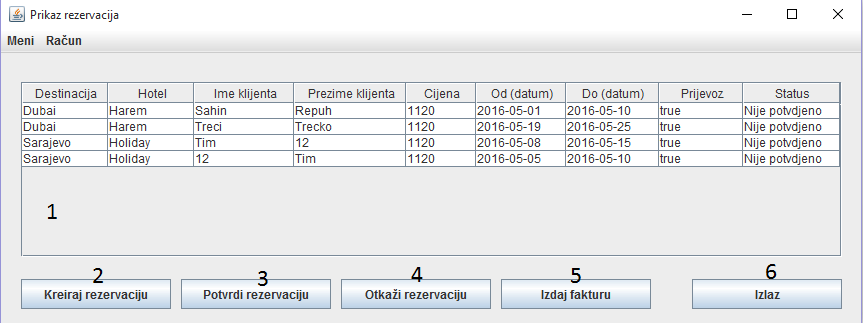 Prikaz rezervacija
Meni Račun
Destinacija Hotel Ime klijenta Prezime klijenta Cijena Od (datum) Do (datum) Prijevoz Status
Dubai Harem Sahin Repuh 1120 2016-05-01 2016-05-10 true Nije potvdjeno
Dubai Harem Treci Trecko 1120 2016-05-19 2016-05-25 true Nije potvdjeno
Sarajevo Holiday Tim 12 1120 2016-05-08 2016-05-15 true Nije potvdjeno
Sarajevo Holiday 12 Tim 1120 2016-05-05 2016-05-10 true Nije potvdjeno
1
2 3 4 5 6
Kreiraj rezervaciju Potvrdi rezervaciju Otkaži rezervaciju Izdaj fakturu Izlaz